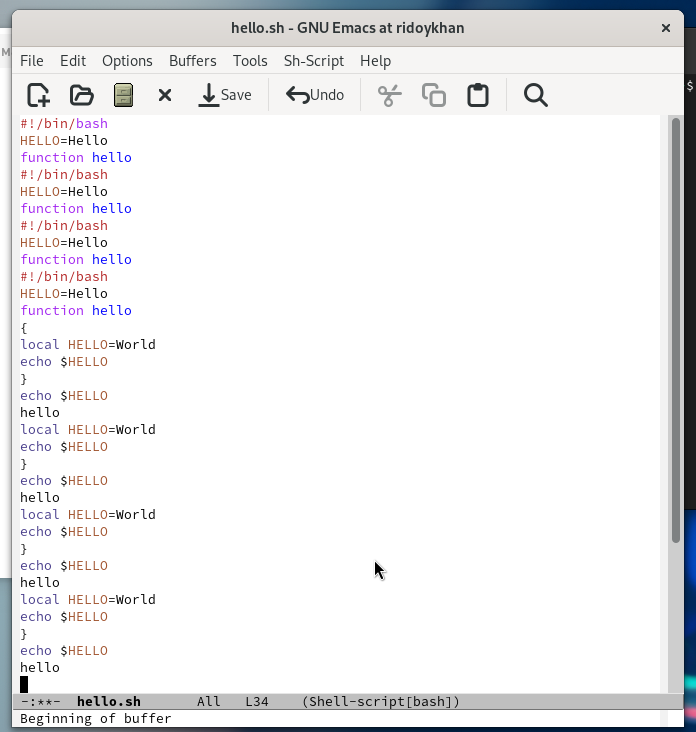 M
hello.sh - GNU Emacs at ridoykhan
$
File Edit Options Buffers Tools Sh-Script Help
Save Undo
#!/bin/bash
HELLO=Hello
function hello
#!/bin/bash
HELLO=Hello
function hello
#!/bin/bash
HELLO=Hello
function hello
#!/bin/bash
HELLO=Hello
function hello
{
local HELLO=World
echo $HELLO
}
echo $HELLO
hello
local HELLO=World
echo $HELLO
}
echo $HELLO
hello
local HELLO=World
echo $HELLO
}
echo $HELLO
hello
local HELLO=World
echo $HELLO
}
echo $HELLO
hello
-:**- hello.sh All L34 (Shell-script[bash])
Beginning of buffer